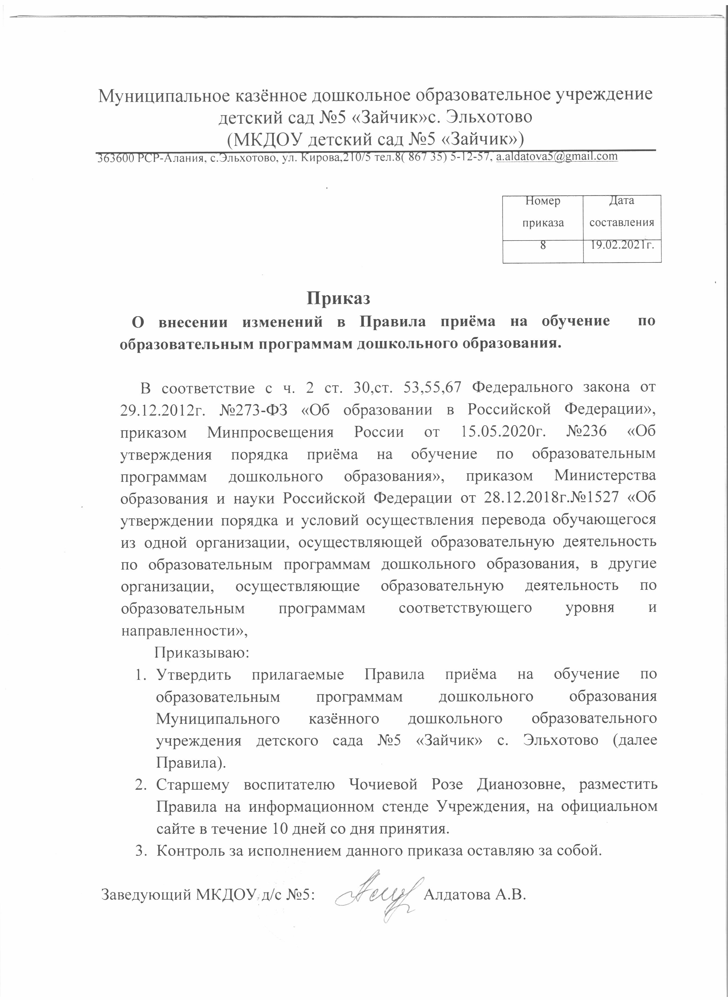 Муниципальное казённое дошкольное образовательное учреждение
детский сад №5 «Зайчик»с. Эльхотово
(МКДОУ детский сад №5 «Зайчик»)
363600 РСР-Алания, с.Эльхотово, ул. Кирова,210/5 тел.8( 867 35) 5-12-57, a.aldatova5@gmail.com
Номер приказа Дата составления
8 19.02.2021г.
Приказ
О внесении изменений в Правила приёма на обучение по
образовательным программам дошкольного образования.
В соответствие с ч. 2 ст. 30,ст. 53,55,67 Федерального закона от
29.12.2012г. №273-ФЗ «Об образовании в Российской Федерации»,
приказом Минпросвещения России от 15.05.2020г. №236 «Об
утверждения порядка приёма на обучение по образовательным
программам дошкольного образования», приказом Министерства
образования и науки Российской Федерации от 28.12.2018г.№1527 «Об
утверждении порядка и условий осуществления перевода обучающегося
из одной организации, осуществляющей образовательную деятельность
по образовательным программам дошкольного образования, в другие
организации, осуществляющие образовательную деятельность по
образовательным программам соответствующего уровня и
направленности»,
Приказываю:
1. Утвердить прилагаемые Правила приёма на обучение по
образовательным программам дошкольного образования
Муниципального казённого дошкольного образовательного
учреждения детского сада №5 «Зайчик» с. Эльхотово (далее
Правила).
2. Старшему воспитателю Чочиевой Розе Дианозовне, разместить
Правила на информационном стенде Учреждения, на официальном
сайте в течение 10 дней со дня принятия.
3. Контроль за исполнением данного приказа оставляю за собой.
Заведующий МКДОУ д/с №5: Алдатова А.В.